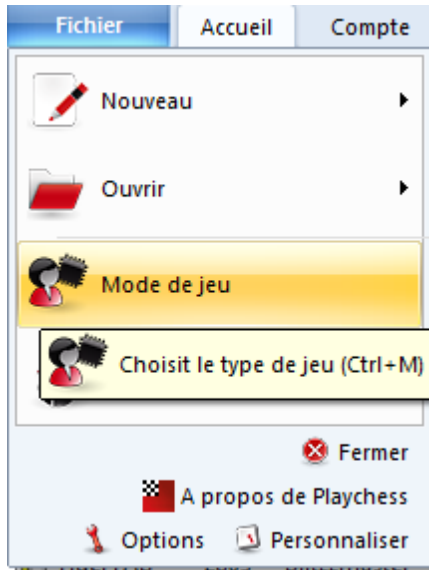 Fichier Accueil Compte
Nouveau
Ouvrir
Mode de jeu
Choisit le type de jeu (Ctrl+M)
Fermer
A propos de Playchess
Options Personnaliser